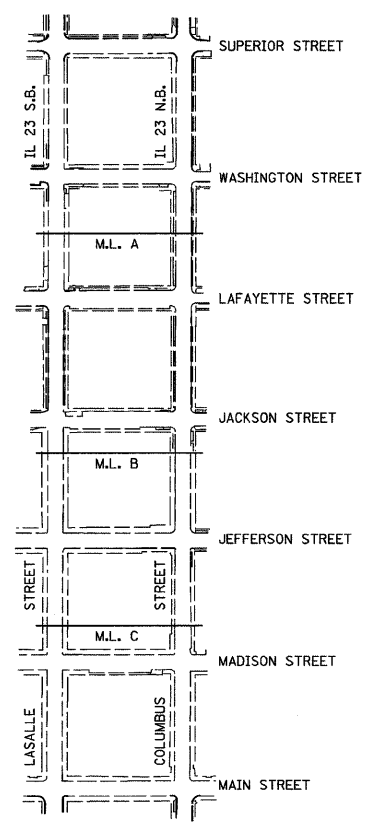 SUPERIOR STREET
IL 23 S.B.
IL 23 N.B.
WASHINGTON STREET
M.L. A
LAFAYETTE STREET
JACKSON STREET
M.L. B
JEFFERSON STREET
STREET
STREET
M.L. C
MADISON STREET
LASALLE
COLUMBUS
MAIN STREET